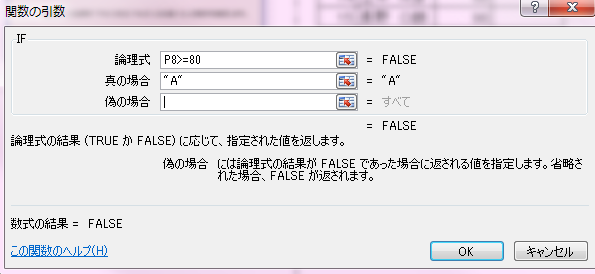 関数の引数
IF
論理式 P8>=80 = FALSE
真の場合 "A" = "A"
偽の場合 = すべて
= FALSE
論理式の結果 (TRUE か FALSE) に応じて、指定された値を返します。
偽の場合 には論理式の結果が FALSE であった場合に返される値を指定します。省略
された場合、FALSE が返されます。
数式の結果 = FALSE
この関数のヘルプ(H)
OK キャンセル